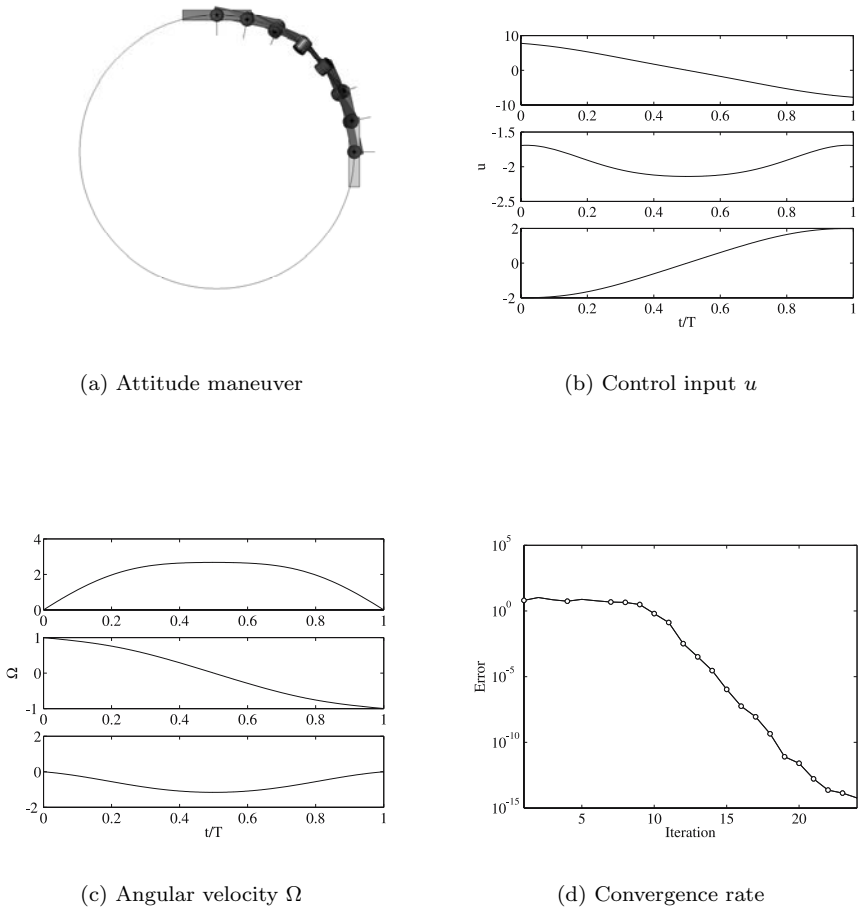 10
0
-10
0 0.2 0.4 0.6 0.8 1
-1.5
-2
-2.5
u
0 0.2 0.4 0.6 0.8 1
2
0
-2
0 0.2 0.4 0.6 0.8 1
t/T
(a) Attitude maneuver
(b) Control input u
4
2
0
0 0.2 0.4 0.6 0.8 1
1
0
-1
Ω
0 0.2 0.4 0.6 0.8 1
2
0
-2
0 0.2 0.4 0.6 0.8 1
t/T
10^5
10^0
10^-5
10^-10
10^-15
Error
5 10 15 20
Iteration
(c) Angular velocity Ω
(d) Convergence rate